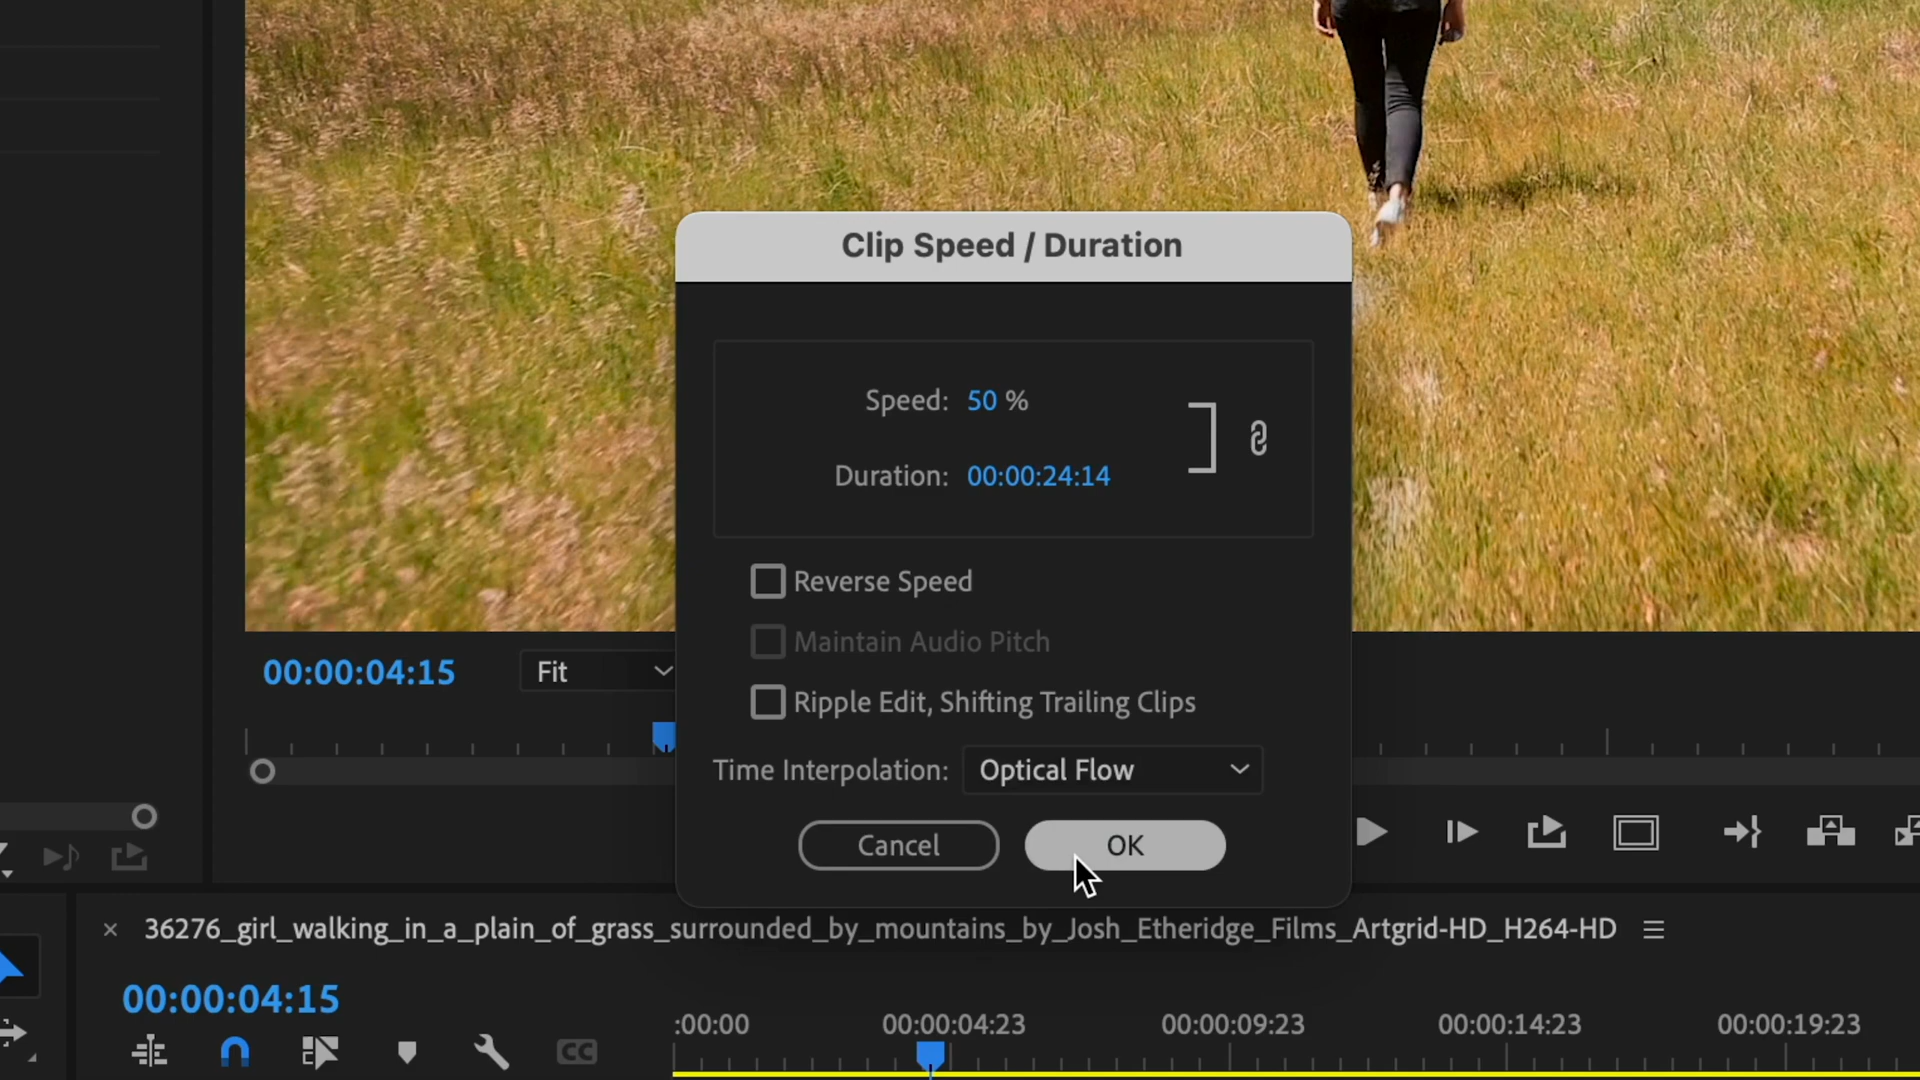 Clip Speed / Duration
Speed: 50 %
Duration: 00:00:24:14
Reverse Speed
Maintain Audio Pitch
Ripple Edit, Shifting Trailing Clips
Time Interpolation: Optical Flow
Cancel OK
00:00:04:15 Fit
36276_girl_walking_in_a_plain_of_grass_surrounded_by_mountains_by_Josh_Etheridge_Films_Artgrid-HD_H264-HD
00:00:04:15
:00:00 00:00:04:23 00:00:09:23 00:00:14:23 00:00:19:23
CC